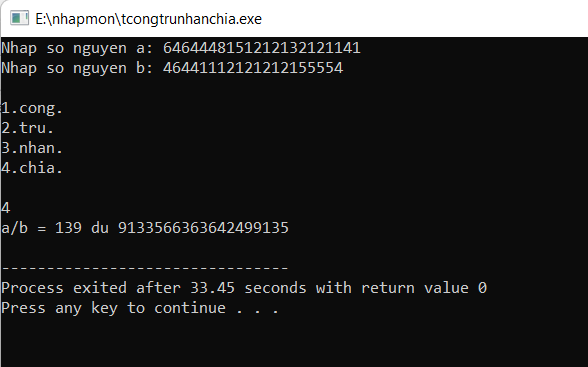 E:\nhapmon\tcongtrunhanchia.exe
Nhap so nguyen a: 6464448151212132121141
Nhap so nguyen b: 46441112121212155554
1.cong.
2.tru.
3.nhan.
4.chia.
4
a/b = 139 du 9133566363642499135
--------------------------------
Process exited after 33.45 seconds with return value 0
Press any key to continue . . .